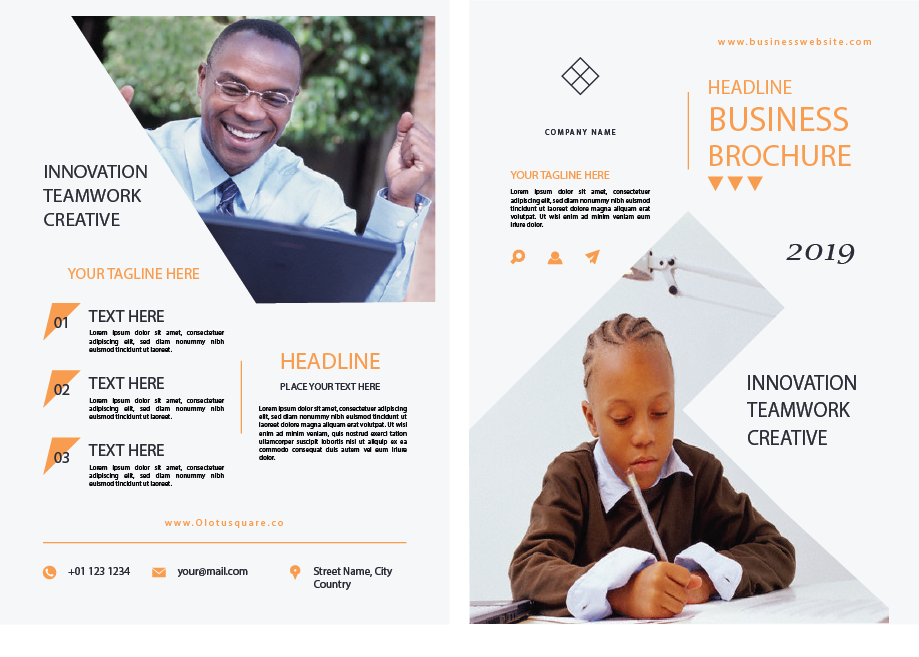 INNOVATION
TEAMWORK
CREATIVE
YOUR TAGLINE HERE
01
TEXT HERE
Lorem ipsum dolor sit amet, consectetuer
adipiscing elit, sed diam nonummy nibh
euismod tincidunt ut laoreet.
02
TEXT HERE
Lorem ipsum dolor sit amet, consectetuer
adipiscing elit, sed diam nonummy nibh
euismod tincidunt ut laoreet.
03
TEXT HERE
Lorem ipsum dolor sit amet, consectetuer
adipiscing elit, sed diam nonummy nibh
euismod tincidunt ut laoreet.
HEADLINE
PLACE YOUR TEXT HERE
Lorem ipsum dolor sit amet, consectetuer adipiscing
elit, sed diam nonummy nibh euismod tincidunt ut
laoreet dolore magna aliquam erat volutpat. Ut wisi
enim ad minim veniam, quis nostrud exerci tation
ullamcorper suscipit lobortis nisl ut aliquip ex ea
commodo consequat duis autem vel eum iriure
dolor.
www.Olotusquare.co
+01 123 1234
your@mail.com
Street Name, City
Country
www.businesswebsite.com
COMPANY NAME
HEADLINE
BUSINESS
BROCHURE
YOUR TAGLINE HERE
Lorem ipsum dolor sit amet, consectetuer
adipiscing elit, sed diam nonummy nibh euismod
tincidunt ut laoreet dolore magna aliquam erat
volutpat. Ut wisi enim ad minim veniam eum
iriure dolor.
2019
INNOVATION
TEAMWORK
CREATIVE